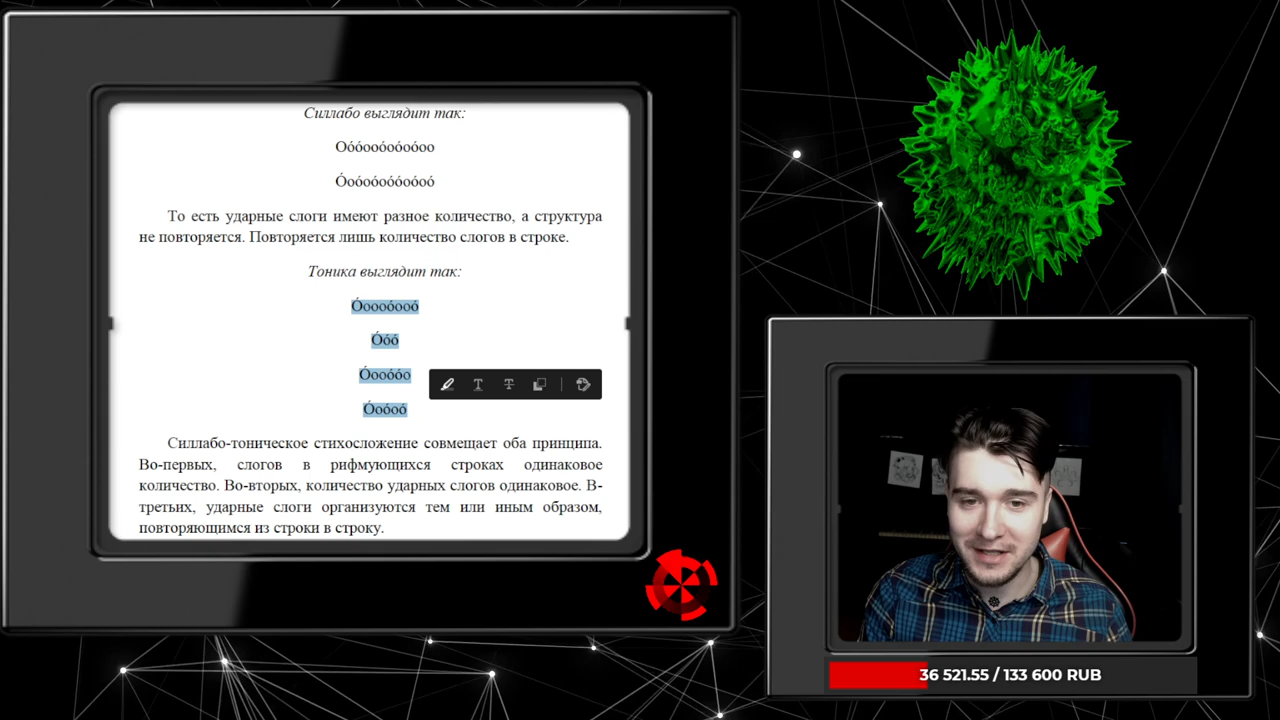 Силлабо выглядит так:
Оóóооóоóоóоо
Óоóоóоóоóоóó
То есть ударные слоги имеют разное количество, а структура
не повторяется. Повторяется лишь количество слогов в строке.
Тоника выглядит так:
Óоооóооó
Óóó
Óооóóо
Óоóоó
Силлабо-тоническое стихосложение совмещает оба принципа.
Во-первых, слогов в рифмующихся строках одинаковое
количество. Во-вторых, количество ударных слогов одинаковое. В-
третьих, ударные слоги организуются тем или иным образом,
повторяющимся из строки в строку.
36 521.55 / 133 600 RUB